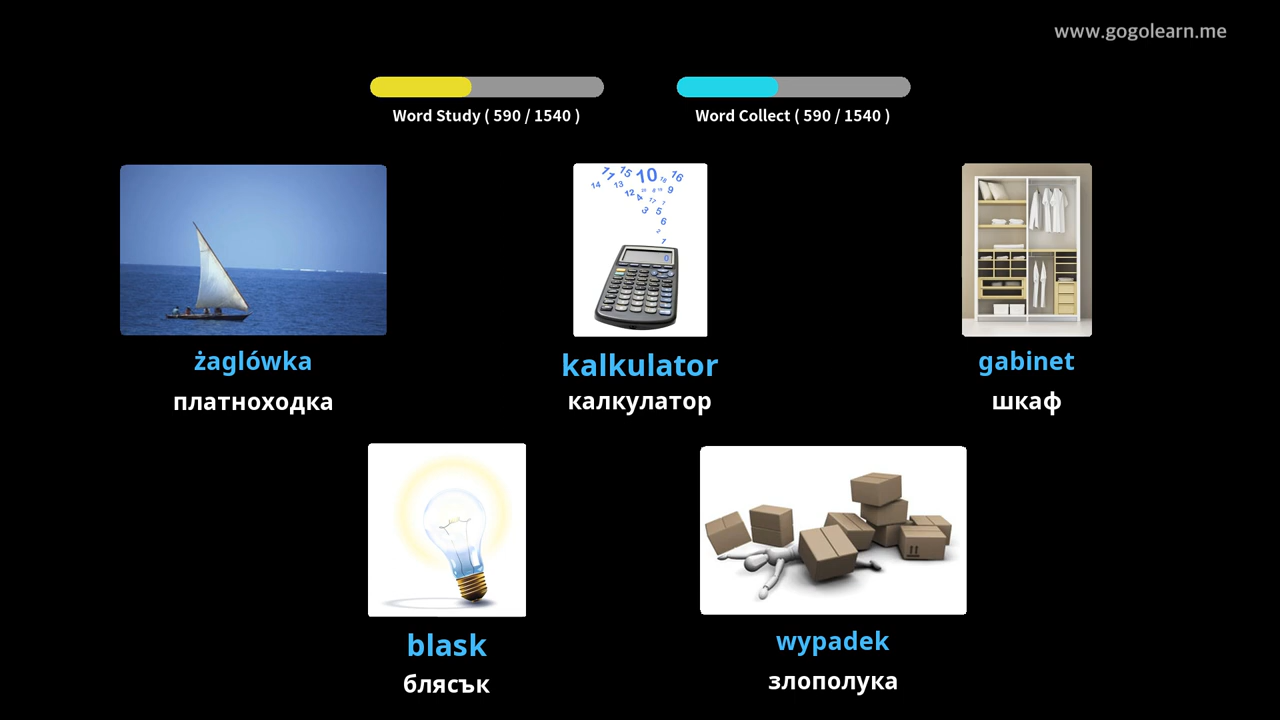 www.gogolearn.me
Word Study ( 590 / 1540 )
Word Collect ( 590 / 1540 )
żaglówka
платноходка
kalkulator
калкулатор
gabinet
шкаф
blask
блясък
wypadek
злополука